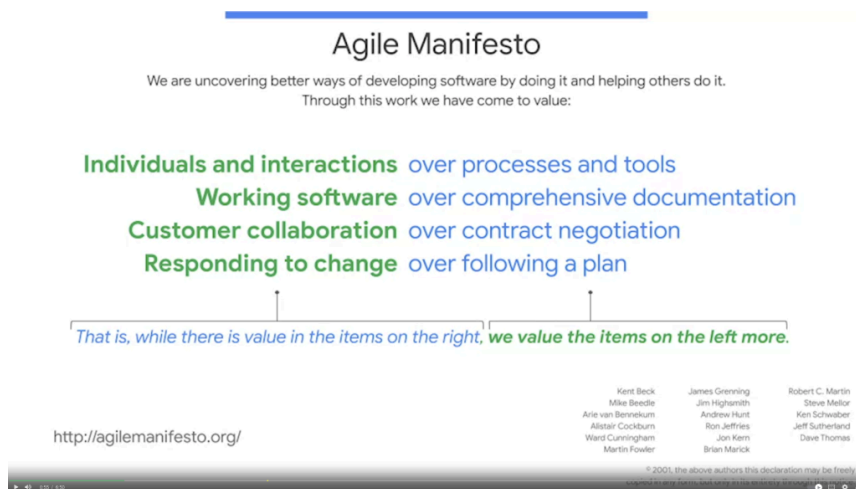 Agile Manifesto
We are uncovering better ways of developing software by doing it and helping others do it.
Through this work we have come to value:
Individuals and interactions over processes and tools
Working software over comprehensive documentation
Customer collaboration over contract negotiation
Responding to change over following a plan
That is, while there is value in the items on the right, we value the items on the left more.
Kent Beck
Mike Beedle
Arie van Bennekum
Alistair Cockburn
Ward Cunningham
Martin Fowler
James Grenning
Jim Highsmith
Andrew Hunt
Ron Jeffries
Jon Kern
Brian Marick
Robert C. Martin
Steve Mellor
Ken Schwaber
Jeff Sutherland
Dave Thomas
http://agilemanifesto.org/
© 2001, the above authors this declaration may be freely
copied in any form, but only in its entirety through this